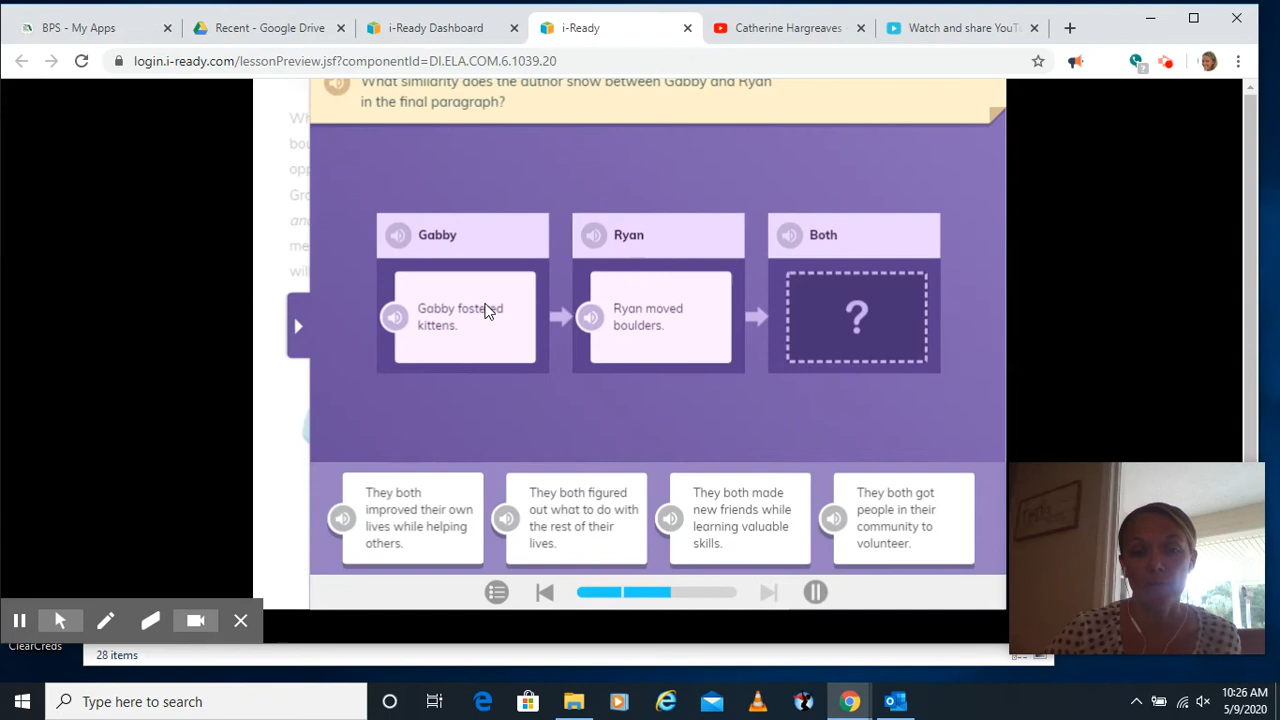 BPS - My Apps
Recent - Google Drive
i-Ready Dashboard
i-Ready
Catherine Hargreaves
Watch and share YouT
login.i-ready.com/lessonPreview.jsf?componentId=DI.ELA.COM.6.1039.20
What similarity does the author show between Gabby and Ryan
in the final paragraph?
Gabby
Ryan
Both
Gabby fostered
kittens.
Ryan moved
boulders.
?
They both
improved their own
lives while helping
others.
They both figured
out what to do with
the rest of their
lives.
They both made
new friends while
learning valuable
skills.
They both got
people in their
community to
volunteer.
ClearCreds
28 items
Type here to search
10:26 AM
5/9/2020